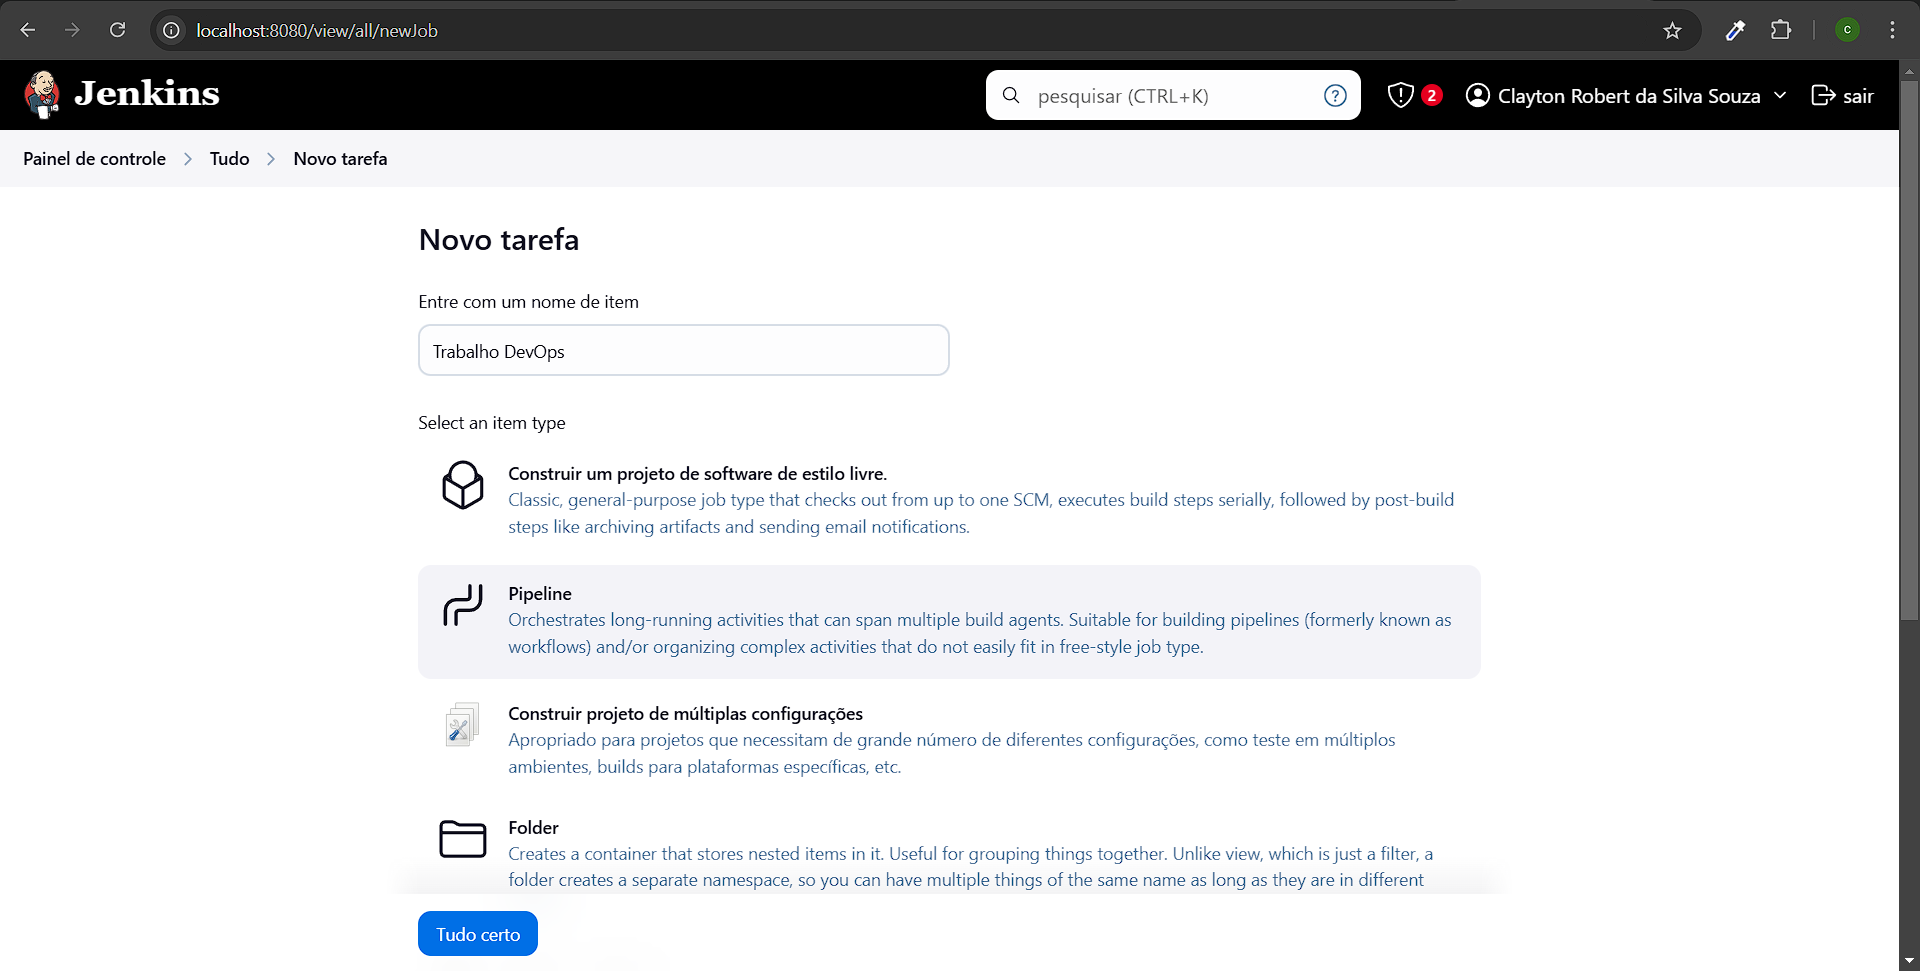 localhost:8080/view/all/newJob
C
Jenkins
pesquisar (CTRL+K)
?
2
Clayton Robert da Silva Souza
sair
Painel de controle > Tudo > Novo tarefa
Novo tarefa
Entre com um nome de item
Trabalho DevOps
Select an item type
Construir um projeto de software de estilo livre.
Classic, general-purpose job type that checks out from up to one SCM, executes build steps serially, followed by post-build
steps like archiving artifacts and sending email notifications.
Pipeline
Orchestrates long-running activities that can span multiple build agents. Suitable for building pipelines (formerly known as
workflows) and/or organizing complex activities that do not easily fit in free-style job type.
Construir projeto de múltiplas configurações
Apropriado para projetos que necessitam de grande número de diferentes configurações, como teste em múltiplos
ambientes, builds para plataformas específicas, etc.
Folder
Creates a container that stores nested items in it. Useful for grouping things together. Unlike view, which is just a filter, a
folder creates a separate namespace, so you can have multiple things of the same name as long as they are in different
Tudo certo